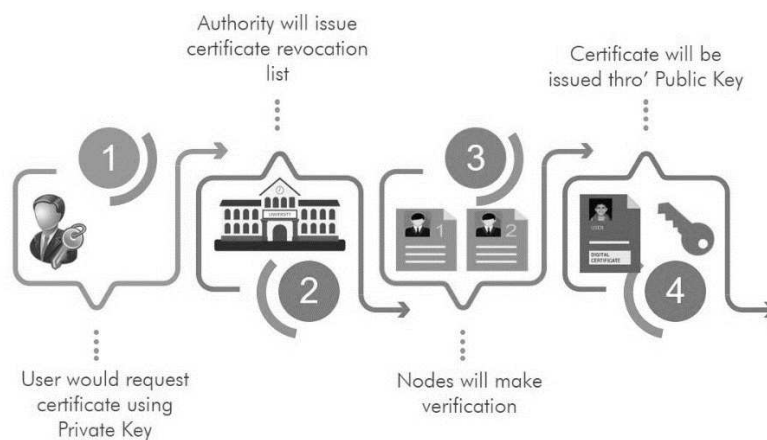 Authority will issue
certificate revocation
list
Certificate will be
issued thro' Public Key
1
UNIVERSITY
2
3
1
2
DIGITAL
CERTIFICATE
4
User would request
certificate using
Private Key
Nodes will make
verification